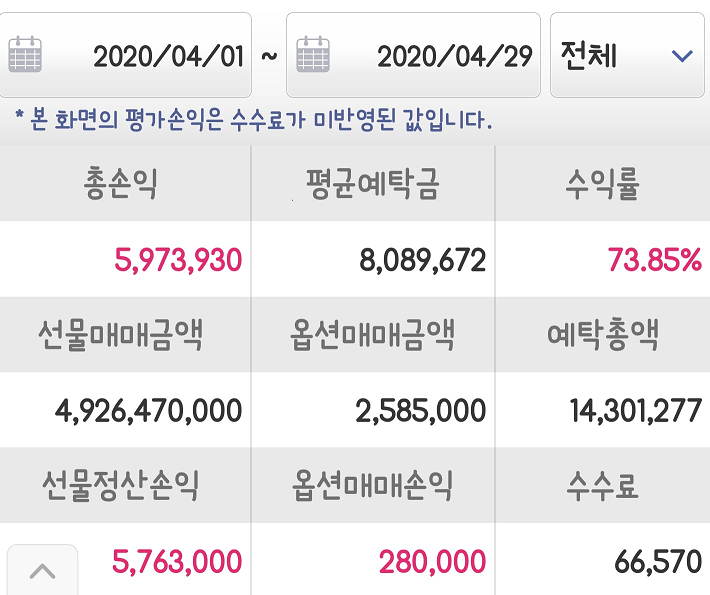 2020/04/01 ~ 2020/04/29 전체
* 본 화면의 평가손익은 수수료가 미반영된 값입니다.
총손익 평균예탁금 수익률
5,973,930 8,089,672 73.85%
선물매매금액 옵션매매금액 예탁총액
4,926,470,000 2,585,000 14,301,277
선물정산손익 옵션매매손익 수수료
5,763,000 280,000 66,570